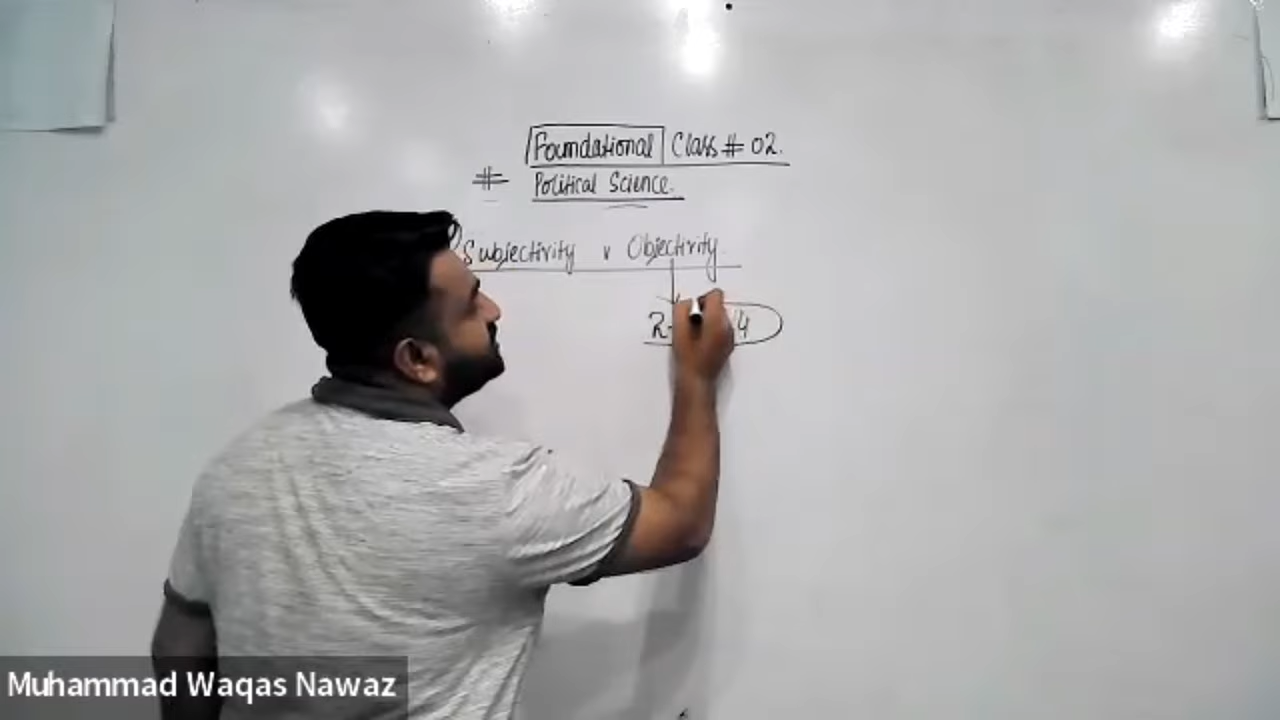 Foundational Class # 02.
# Political Science.
Subjectivity v Objectivity
Muhammad Waqas Nawaz